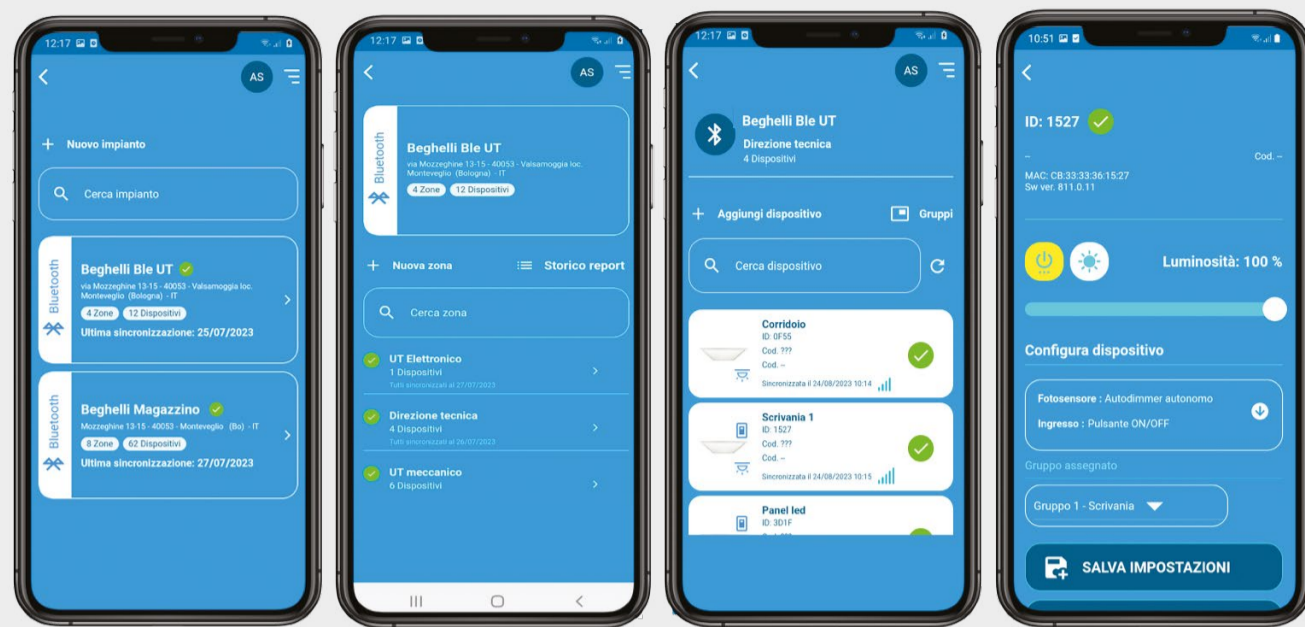 12:17
AS
+ Nuovo impianto
Cerca impianto
Bluetooth
Beghelli Ble UT
via Mozzeghine 13-15 - 40053 - Valsamoggia loc.
Monteveglio (Bologna) - IT
4 Zone 12 Dispositivi
Ultima sincronizzazione: 25/07/2023
Bluetooth
Beghelli Magazzino
Mozzeghine 13-15 - 40053 - Monteveglio (Bo) - IT
8 Zone 62 Dispositivi
Ultima sincronizzazione: 27/07/2023
12:17
AS
Bluetooth
Beghelli Ble UT
via Mozzeghine 13-15 - 40053 - Valsamoggia loc.
Monteveglio (Bologna) - IT
4 Zone 12 Dispositivi
+ Nuova zona Storico report
Cerca zona
UT Elettronico
1 Dispositivi
Tutti sincronizzati al 27/07/2023
Direzione tecnica
4 Dispositivi
Tutti sincronizzati al 26/07/2023
UT meccanico
6 Dispositivi
12:17
AS
Beghelli Ble UT
Direzione tecnica
4 Dispositivi
+ Aggiungi dispositivo Gruppi
Cerca dispositivo
Corridoio
ID: 0F55
Cod. ???
Cod. --
Sincronizzata il 24/08/2023 10:14
Scrivania 1
ID: 1527
Cod. ???
Cod. --
Sincronizzata il 24/08/2023 10:15
Panel led
ID: 3D1F
10:51
ID: 1527
-- Cod. --
MAC: CB:33:33:36:15:27
Sw ver. 811.0.11
Luminosità: 100 %
Configura dispositivo
Fotosensore : Autodimmer autonomo
Ingresso : Pulsante ON/OFF
Gruppo assegnato
Gruppo 1 - Scrivania
SALVA IMPOSTAZIONI